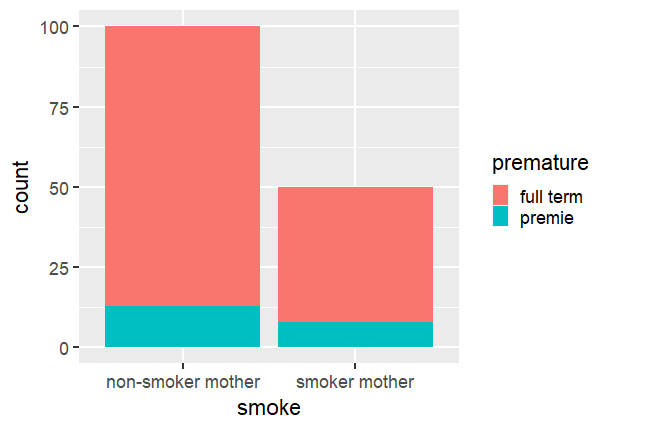 100
75
50
25
0
count
non-smoker mother
smoker mother
smoke
premature
full term
premie